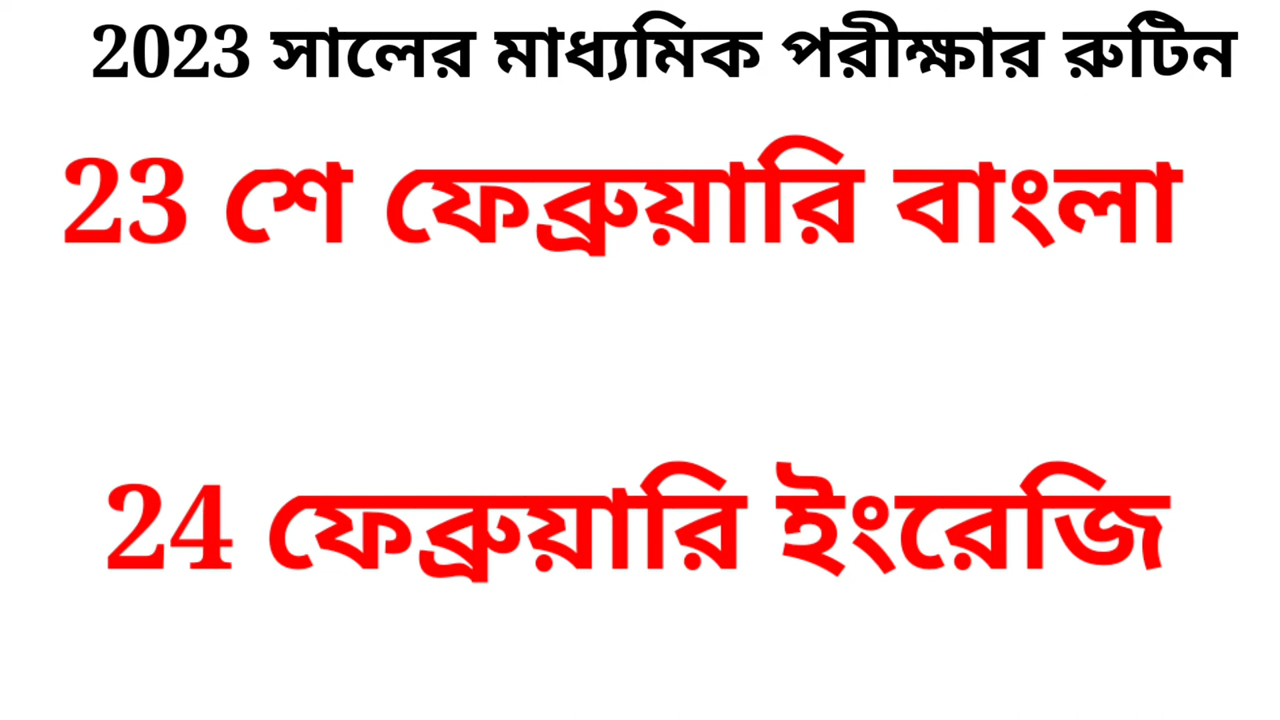 2023 সালের মাধ্যমিক পরীক্ষার রুটিন
23 শে ফেব্রুয়ারি বাংলা
24 ফেব্রুয়ারি ইংরেজি